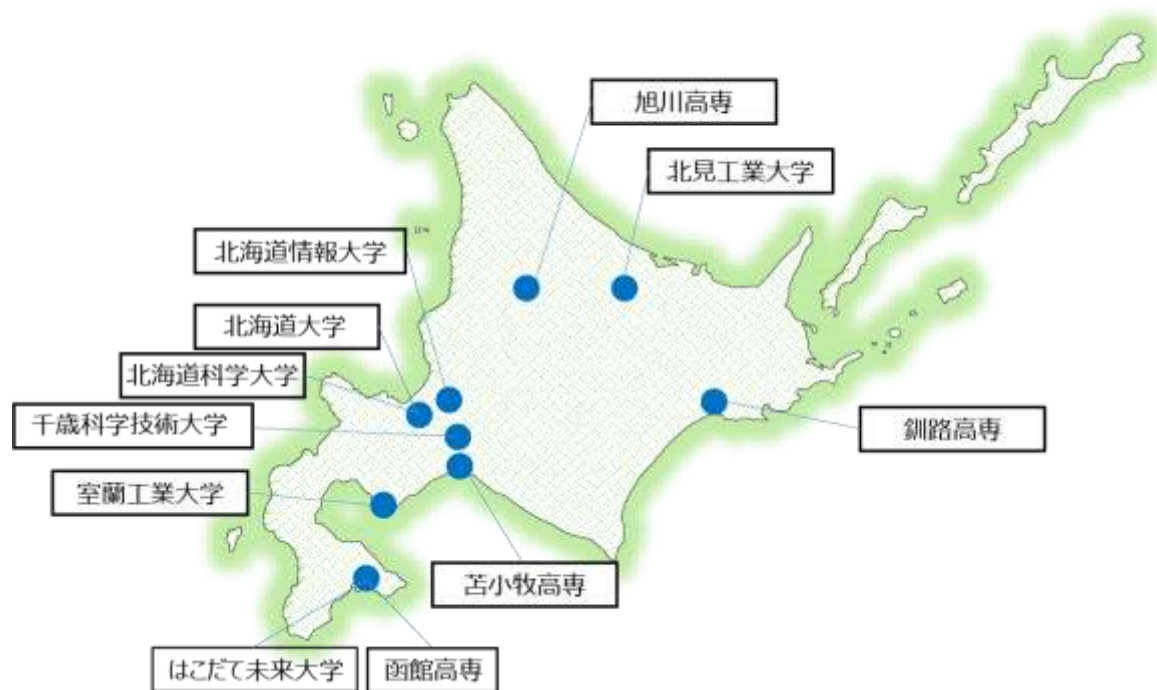 旭川高専
北見工業大学
北海道情報大学
北海道大学
北海道科学大学
千歳科学技術大学
釧路高専
室蘭工業大学
苫小牧高専
はこだて未来大学
函館高専